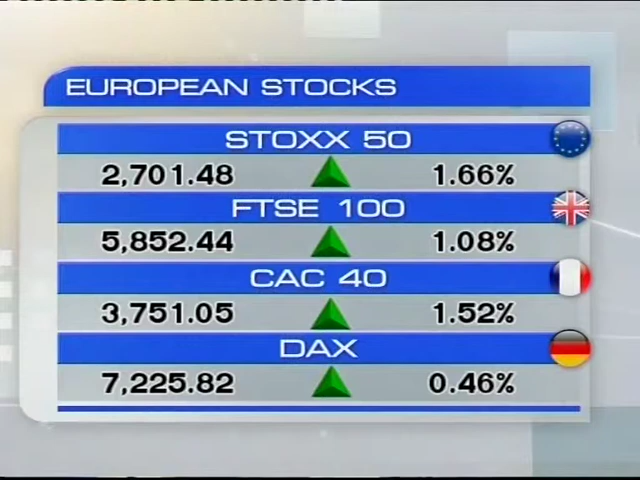 EUROPEAN STOCKS
STOXX 50
2,701.48 1.66%
FTSE 100
5,852.44 1.08%
CAC 40
3,751.05 1.52%
DAX
7,225.82 0.46%